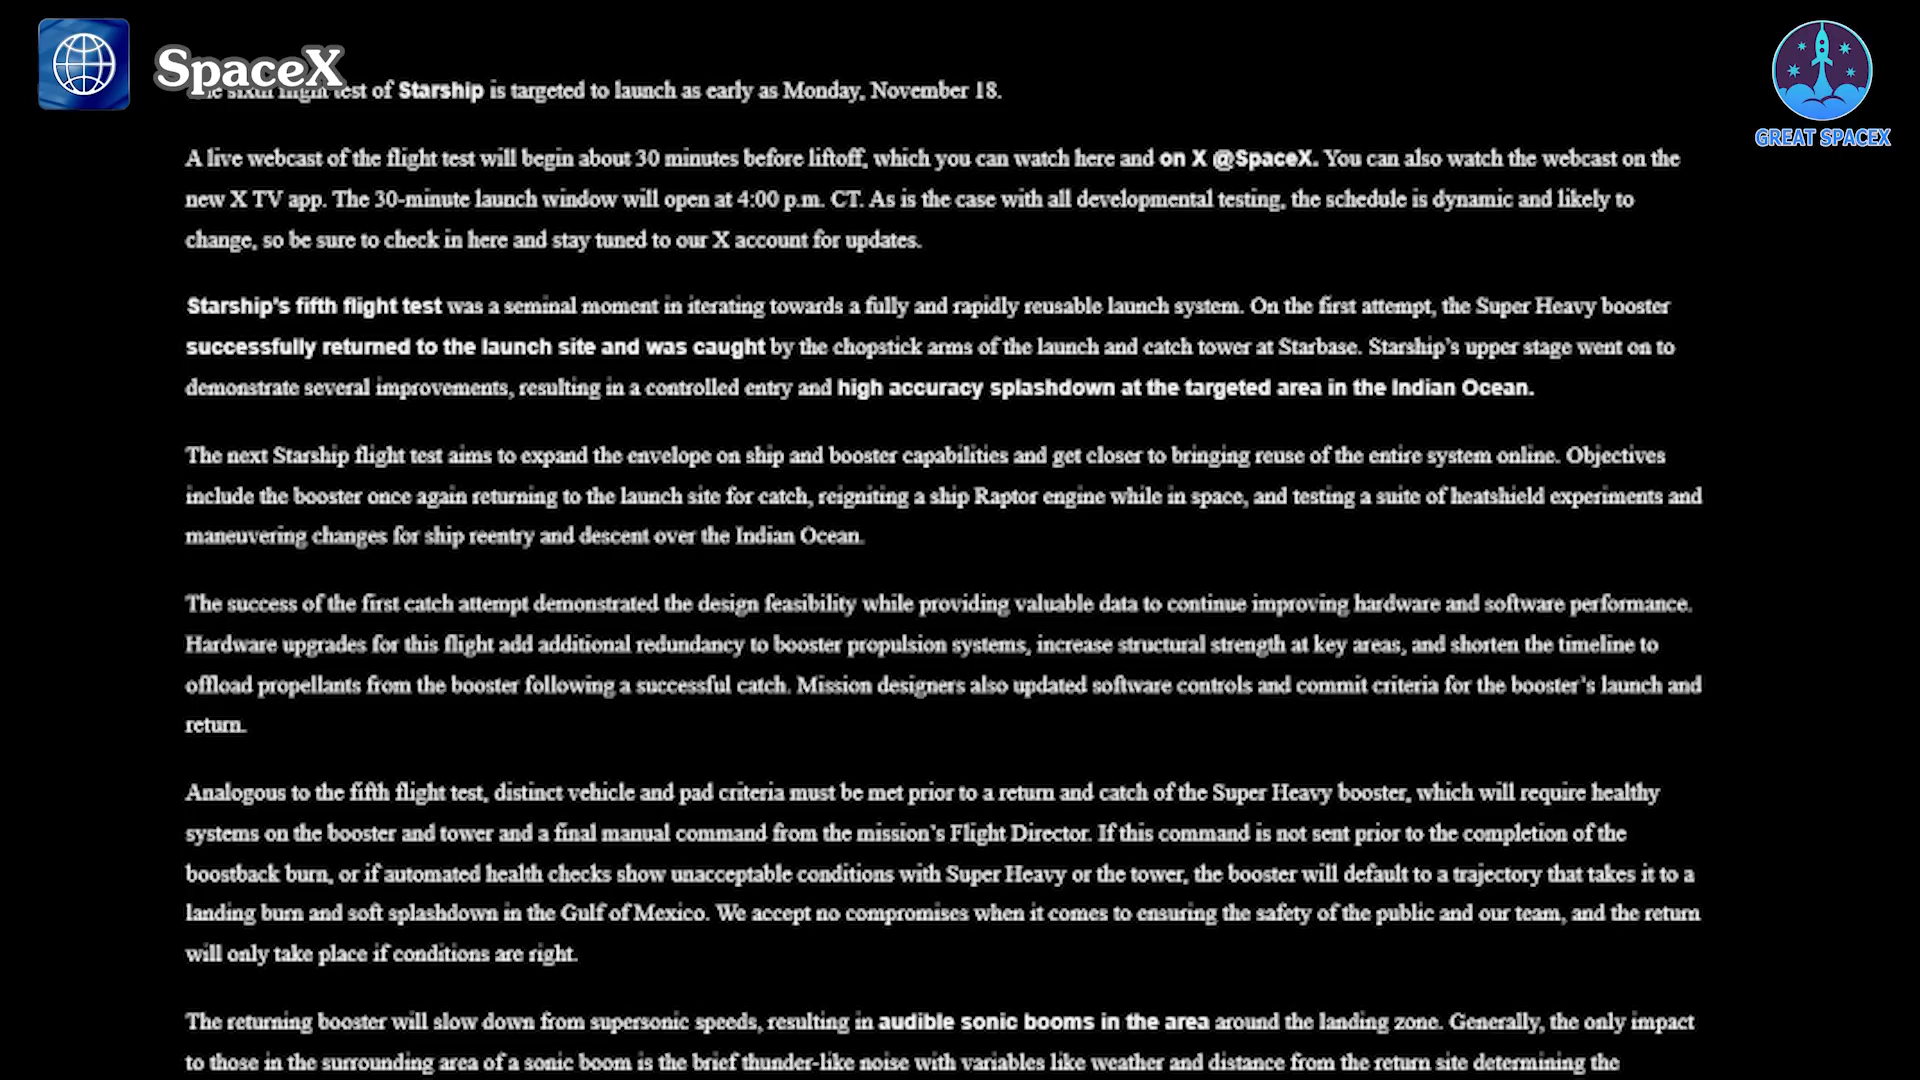 SpaceX
GREAT SPACEX
The sixth flight test of Starship is targeted to launch as early as Monday, November 18.
A live webcast of the flight test will begin about 30 minutes before liftoff, which you can watch here and on X @SpaceX. You can also watch the webcast on the
new X TV app. The 30-minute launch window will open at 4:00 p.m. CT. As is the case with all developmental testing, the schedule is dynamic and likely to
change, so be sure to check in here and stay tuned to our X account for updates.
Starship's fifth flight test was a seminal moment in iterating towards a fully and rapidly reusable launch system. On the first attempt, the Super Heavy booster
successfully returned to the launch site and was caught by the chopstick arms of the launch and catch tower at Starbase. Starship's upper stage went on to
demonstrate several improvements, resulting in a controlled entry and high accuracy splashdown at the targeted area in the Indian Ocean.
The next Starship flight test aims to expand the envelope on ship and booster capabilities and get closer to bringing reuse of the entire system online. Objectives
include the booster once again returning to the launch site for catch, reigniting a ship Raptor engine while in space, and testing a suite of heatshield experiments and
maneuvering changes for ship reentry and descent over the Indian Ocean.
The success of the first catch attempt demonstrated the design feasibility while providing valuable data to continue improving hardware and software performance.
Hardware upgrades for this flight add additional redundancy to booster propulsion systems, increase structural strength at key areas, and shorten the timeline to
offload propellants from the booster following a successful catch. Mission designers also updated software controls and commit criteria for the booster's launch and
return.
Analogous to the fifth flight test, distinct vehicle and pad criteria must be met prior to a return and catch of the Super Heavy booster, which will require healthy
systems on the booster and tower and a final manual command from the mission's Flight Director. If this command is not sent prior to the completion of the
boostback burn, or if automated health checks show unacceptable conditions with Super Heavy or the tower, the booster will default to a trajectory that takes it to a
landing burn and soft splashdown in the Gulf of Mexico. We accept no compromises when it comes to ensuring the safety of the public and our team, and the return
will only take place if conditions are right.
The returning booster will slow down from supersonic speeds, resulting in audible sonic booms in the area around the landing zone. Generally, the only impact
to those in the surrounding area of a sonic boom is the brief thunder-like noise with variables like weather and distance from the return site determining the